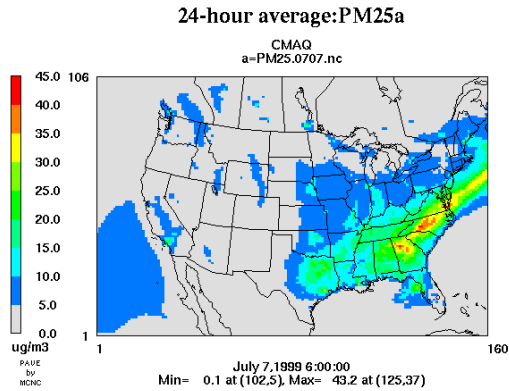 24-hour average:PM25a
CMAQ
a=PM25.0707.nc
106
45.0
40.0
35.0
30.0
25.0
20.0
15.0
10.0
5.0
0.0
1
ug/m3
1
160
PAVE
by
MCNC
July 7,1999 6:00:00
Min= 0.1 at (102,5), Max= 43.2 at (125,37)